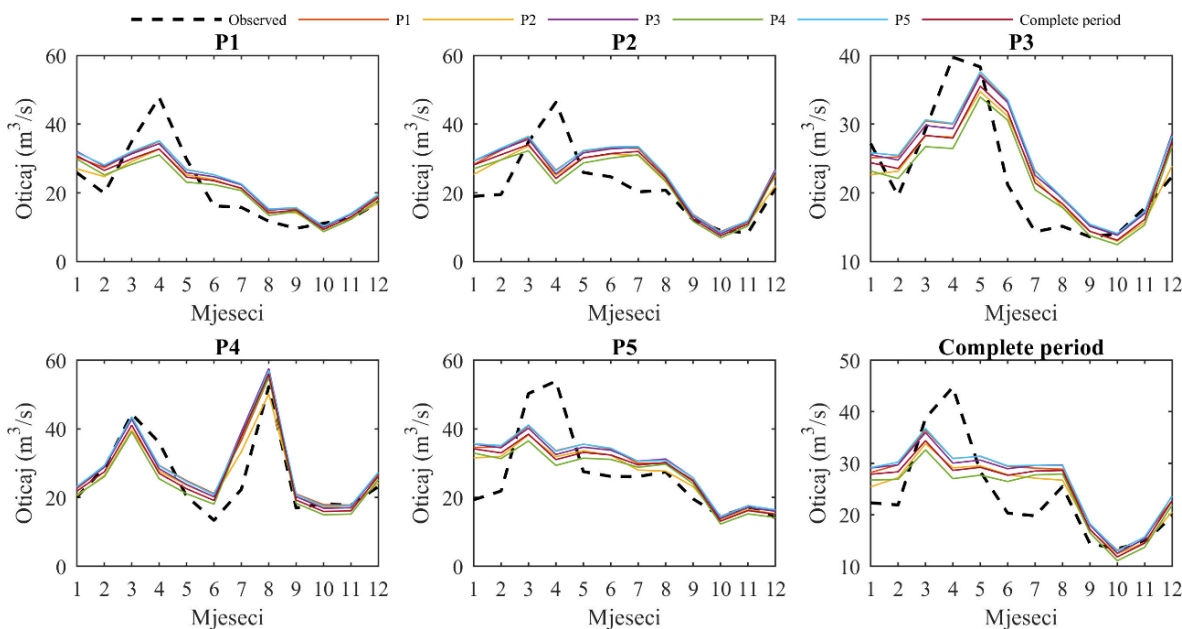 Observed P1 P2 P3 P4 P5 Complete period
P1 P2 P3
60 60 40
40 40 30
20 20 20
0 0 10
Oticaj (m³/s) Oticaj (m³/s) Oticaj (m³/s)
1 2 3 4 5 6 7 8 9 10 11 12 1 2 3 4 5 6 7 8 9 10 11 12 1 2 3 4 5 6 7 8 9 10 11 12
Mjeseci Mjeseci Mjeseci
P4 P5 Complete period
60 60 50
40 40 40
30
20 20 20
0 0 10
Oticaj (m³/s) Oticaj (m³/s) Oticaj (m³/s)
1 2 3 4 5 6 7 8 9 10 11 12 1 2 3 4 5 6 7 8 9 10 11 12 1 2 3 4 5 6 7 8 9 10 11 12
Mjeseci Mjeseci Mjeseci